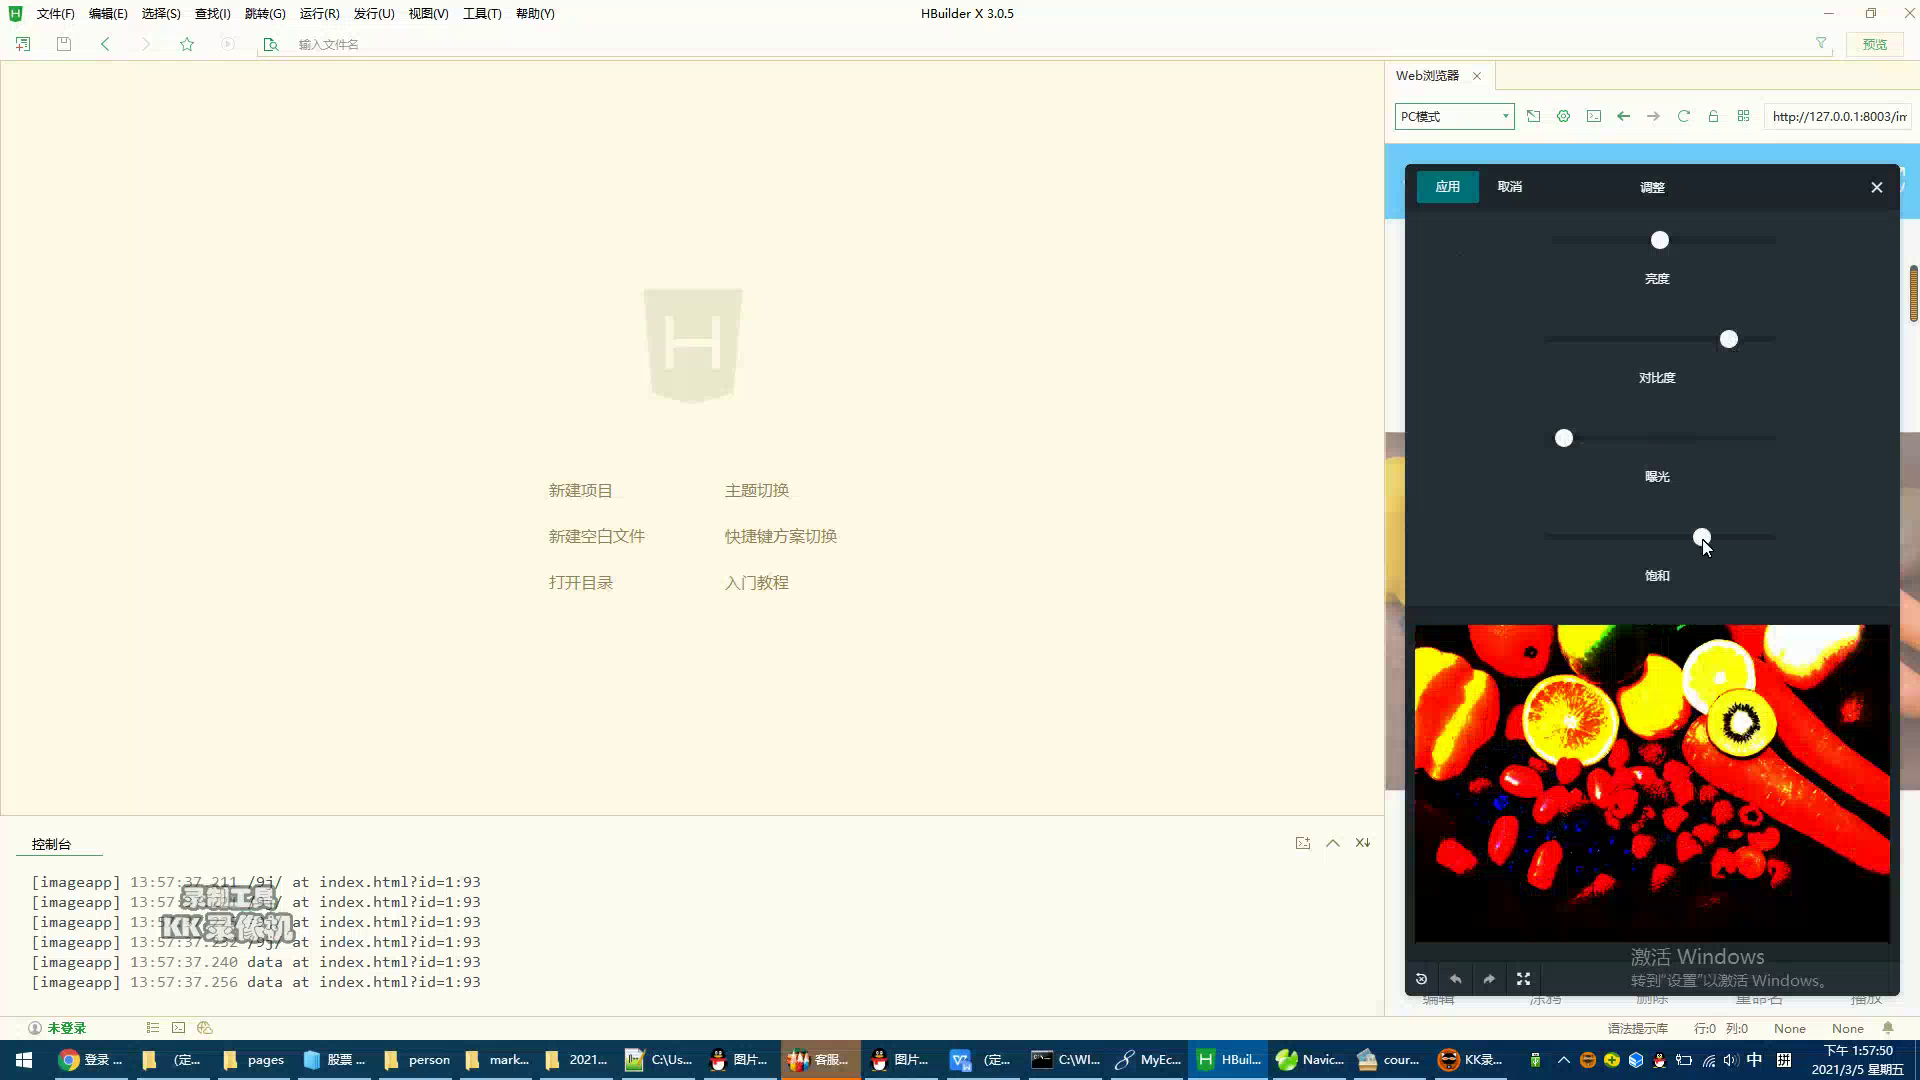 文件(F) 编辑(E) 选择(S) 查找(I) 跳转(G) 运行(R) 发行(U) 视图(V) 工具(T) 帮助(Y)
HBuilder X 3.0.5
输入文件名
预览
Web浏览器
PC模式
http://127.0.0.1:8003/in
应用 取消 调整
亮度
对比度
曝光
饱和
新建项目 主题切换
新建空白文件 快捷键方案切换
打开目录 入门教程
控制台
[imageapp] 13:57:37.211 /9j/ at index.html?id=1:93
[imageapp] 13:57: /9j/ at index.html?id=1:93
[imageapp] 13:57: /9j/ at index.html?id=1:93
[imageapp] 13:57:37.232 /9j/ at index.html?id=1:93
[imageapp] 13:57:37.240 data at index.html?id=1:93
[imageapp] 13:57:37.256 data at index.html?id=1:93
录制工具
KK录像机
激活 Windows
转到"设置"以激活 Windows。
编辑 涂鸦 删除 重命名 播放
未登录
语法提示库 行:0 列:0 None None
登录 ... (定... pages 股票 ... person mark... 2021... C:\Us... 图片... 客服... 图片... (定... C:\WI... MyEc... HBuil... Navic... cour... KK录...
中 拼
下午 1:57:50
2021/3/5 星期五